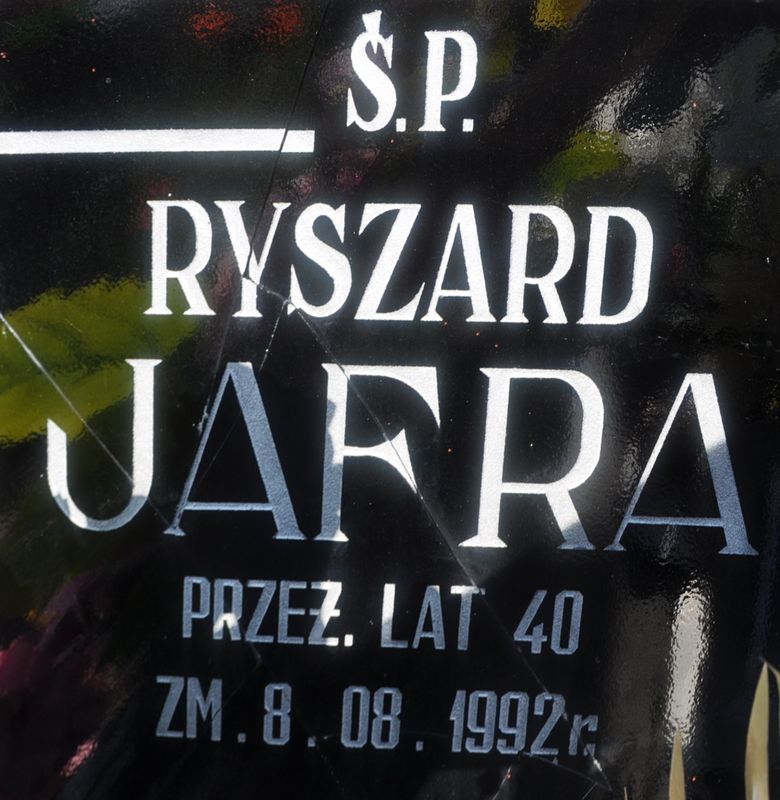 Ś.P.
RYSZARD
JAFRA
PRZEŻ. LAT 40
ZM. 8. 08. 1992r.